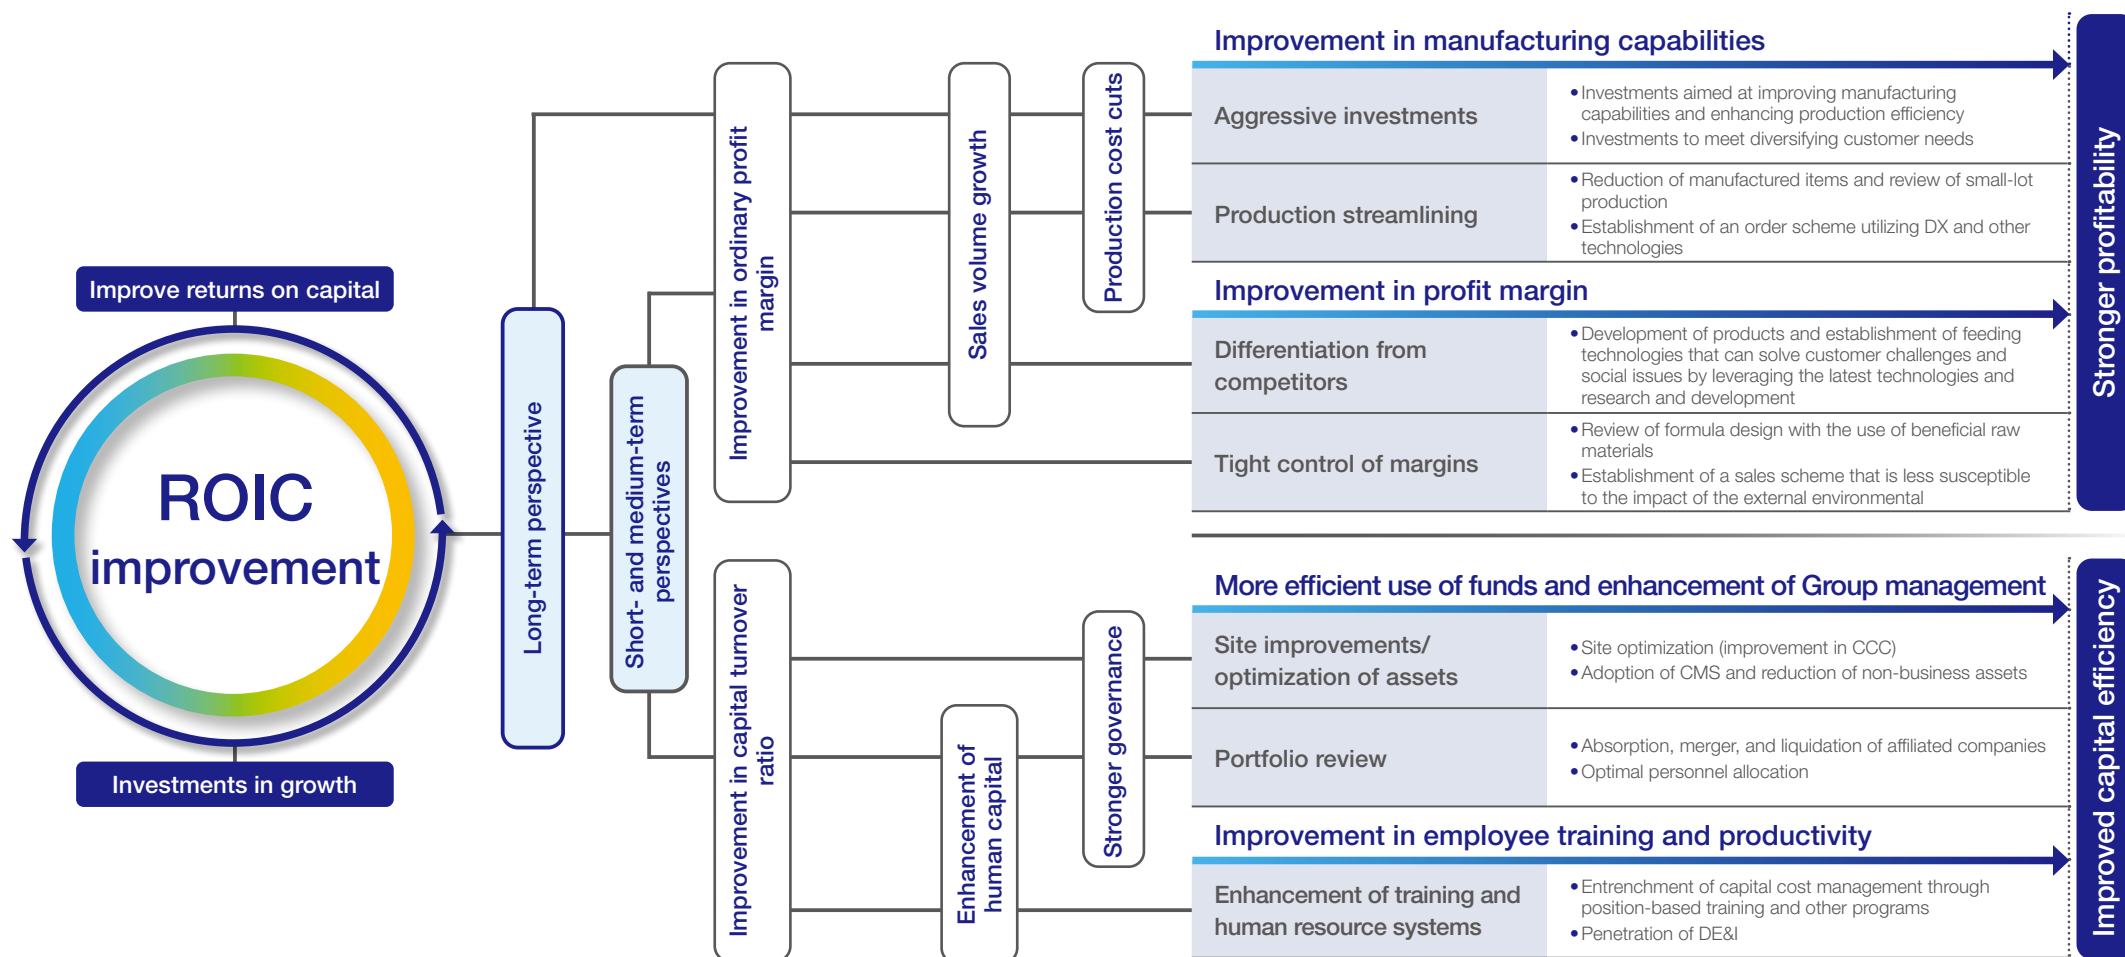 Improve returns on capital
ROIC
improvement
Investments in growth
Long-term perspective
Short- and medium-term
perspectives
Improvement in ordinary profit
margin
Sales volume growth
Production cost cuts
Improvement in capital turnover
ratio
Enhancement of
human capital
Stronger governance
Improvement in manufacturing capabilities
Aggressive investments
•Investments aimed at improving manufacturing
capabilities and enhancing production efficiency
•Investments to meet diversifying customer needs
Production streamlining
•Reduction of manufactured items and review of small-lot
production
•Establishment of an order scheme utilizing DX and other
technologies
Improvement in profit margin
Differentiation from
competitors
•Development of products and establishment of feeding
technologies that can solve customer challenges and
social issues by leveraging the latest technologies and
research and development
Tight control of margins
•Review of formula design with the use of beneficial raw
materials
•Establishment of a sales scheme that is less susceptible
to the impact of the external environmental
Stronger profitability
More efficient use of funds and enhancement of Group management
Site improvements/
optimization of assets
•Site optimization (improvement in CCC)
•Adoption of CMS and reduction of non-business assets
Portfolio review
•Absorption, merger, and liquidation of affiliated companies
•Optimal personnel allocation
Improvement in employee training and productivity
Enhancement of training and
human resource systems
•Entrenchment of capital cost management through
position-based training and other programs
•Penetration of DE&I
Improved capital efficiency